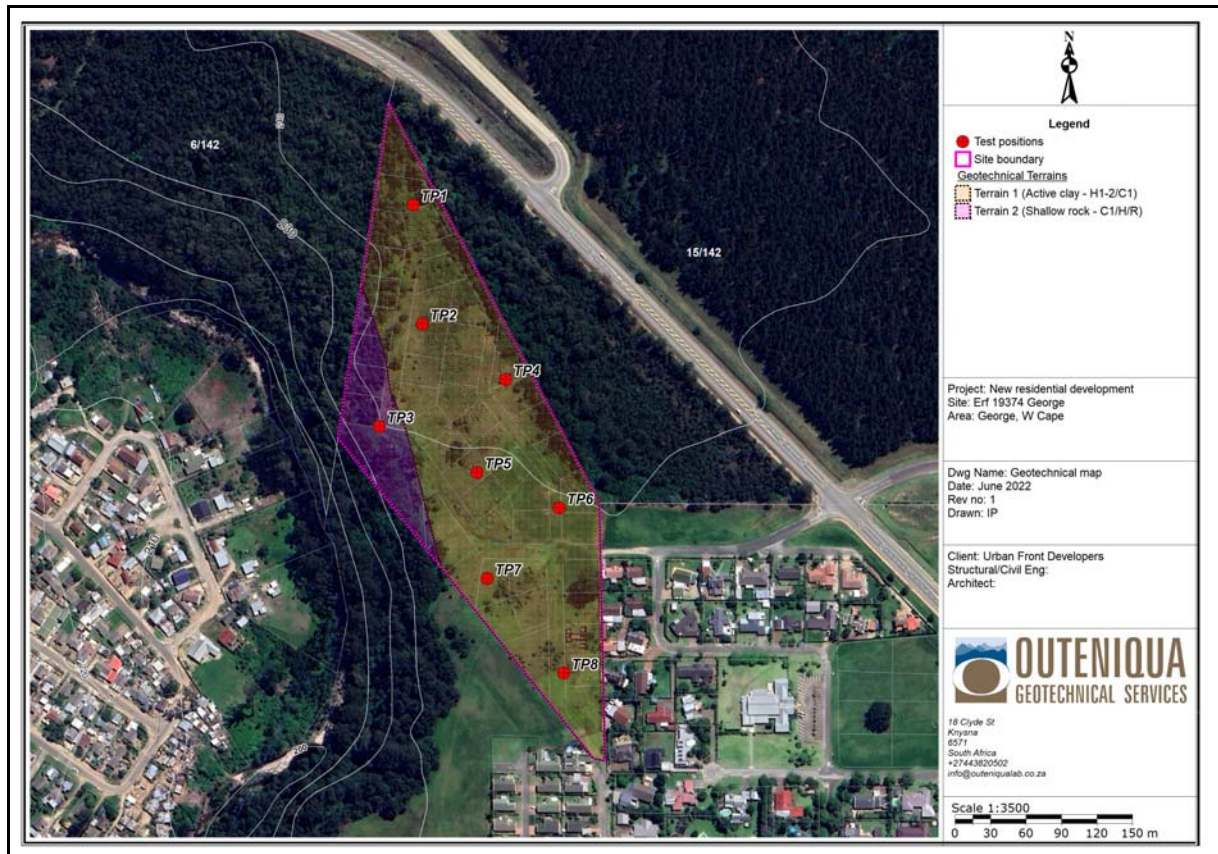 N
Legend
Test positions
Site boundary
Geotechnical Terrains
Terrain 1 (Active clay - H1-2/C1)
Terrain 2 (Shallow rock - C1/H/R)
6/142
15/142
230
TP1
TP2
TP4
TP3
TP5
TP6
TP7
TP8
200
Project: New residential development
Site: Erf 19374 George
Area: George, W Cape
Dwg Name: Geotechnical map
Date: June 2022
Rev no: 1
Drawn: IP
Client: Urban Front Developers
Structural/Civil Eng:
Architect:
OUTENIQUA
GEOTECHNICAL SERVICES
18 Clyde St
Knysna
6571
South Africa
+27443820502
info@outeniqualab.co.za
Scale 1:3500
0 30 60 90 120 150 m